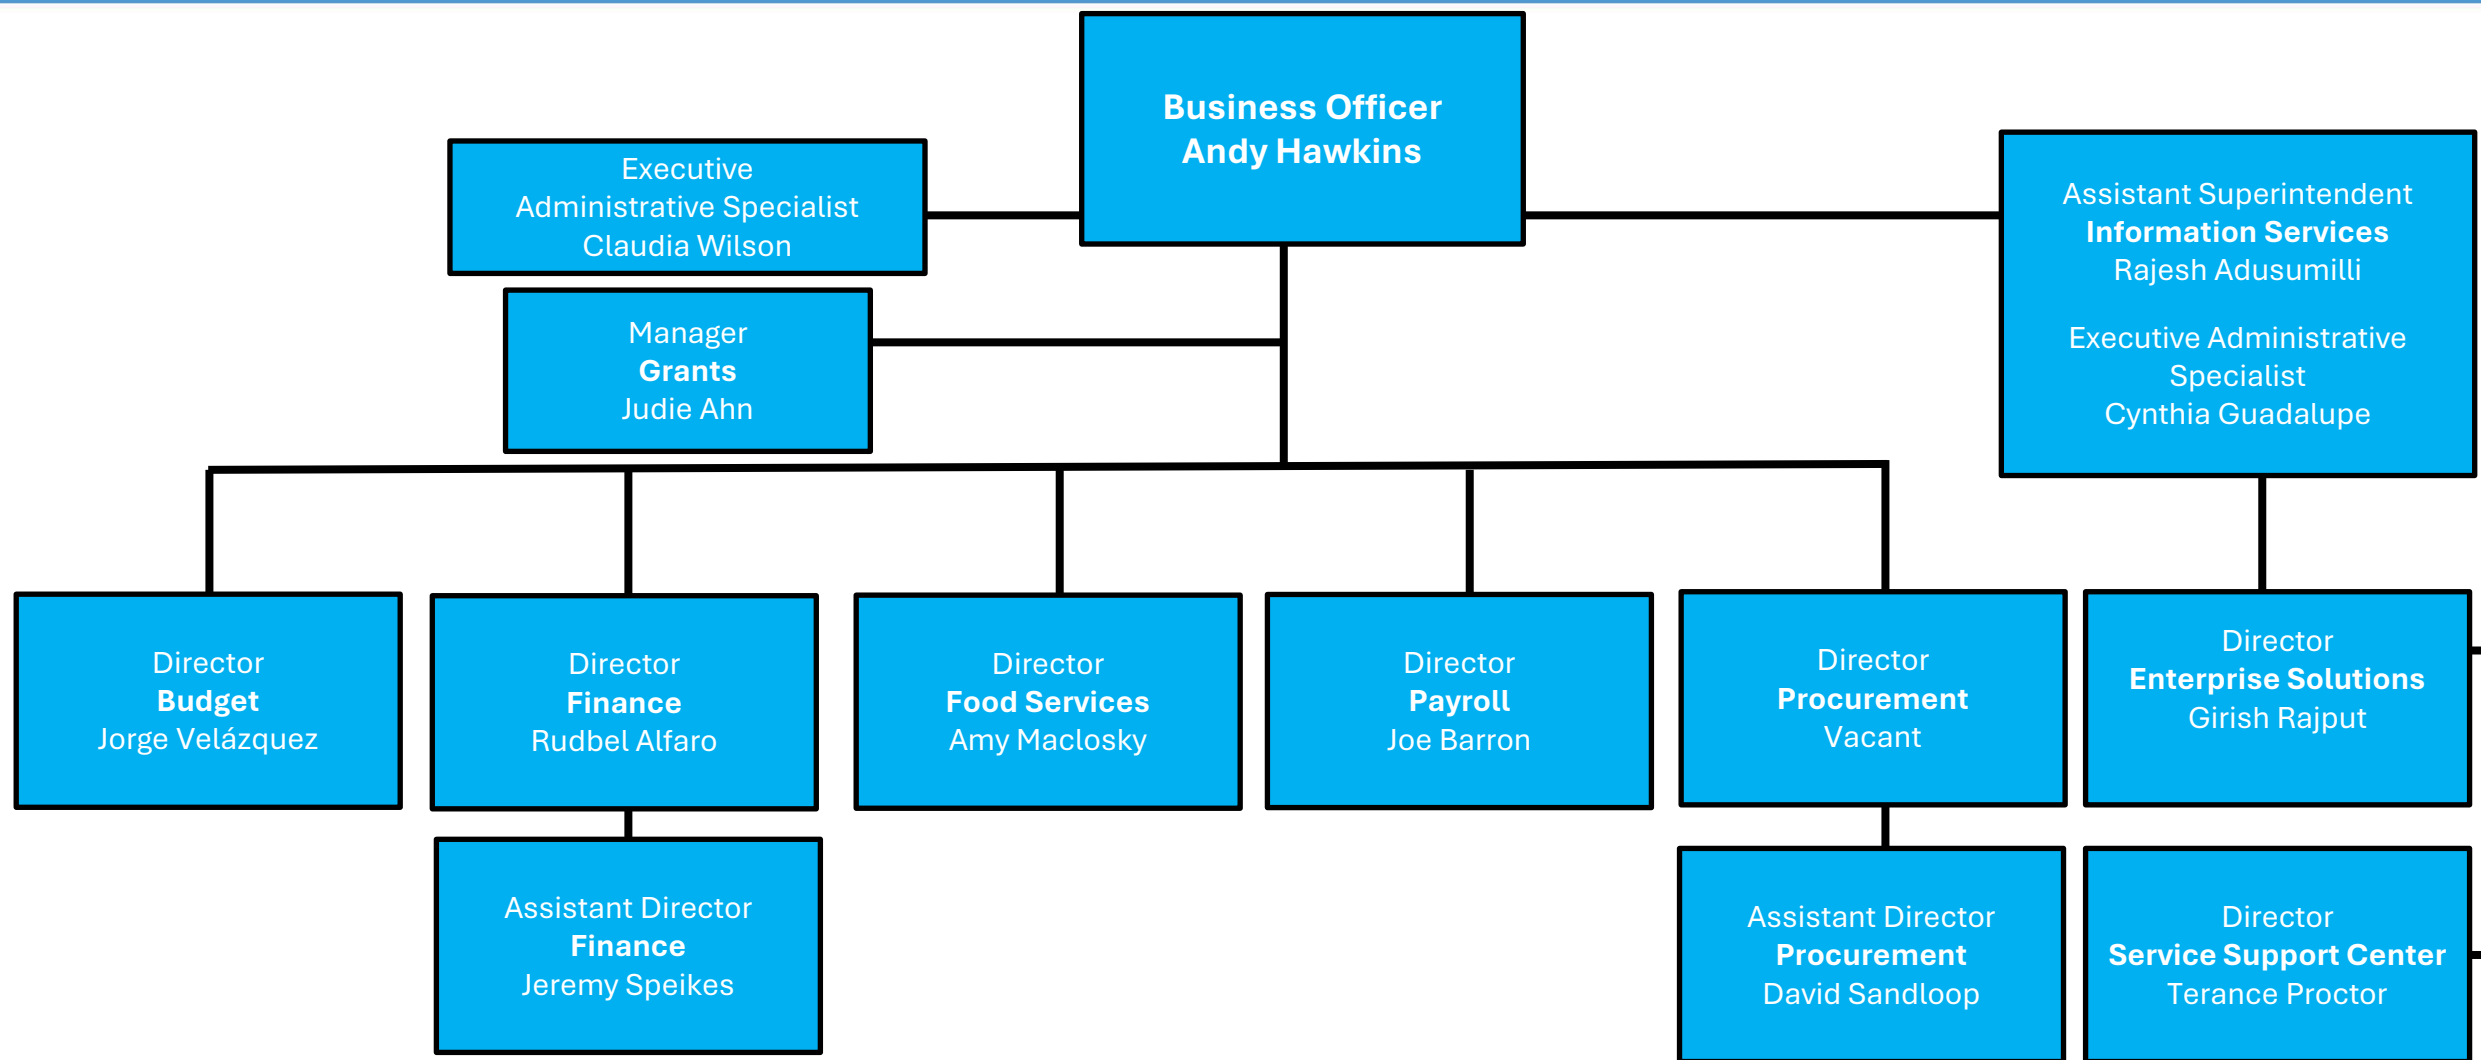 Business Officer
Andy Hawkins
Executive
Administrative Specialist
Claudia Wilson
Assistant Superintendent
Information Services
Rajesh Adusumilli
Executive Administrative
Specialist
Cynthia Guadalupe
Manager
Grants
Judie Ahn
Director
Budget
Jorge Velázquez
Director
Finance
Rudbel Alfaro
Director
Food Services
Amy Maclosky
Director
Payroll
Joe Barron
Director
Procurement
Vacant
Director
Enterprise Solutions
Girish Rajput
Assistant Director
Finance
Jeremy Speikes
Assistant Director
Procurement
David Sandloop
Director
Service Support Center
Terance Proctor